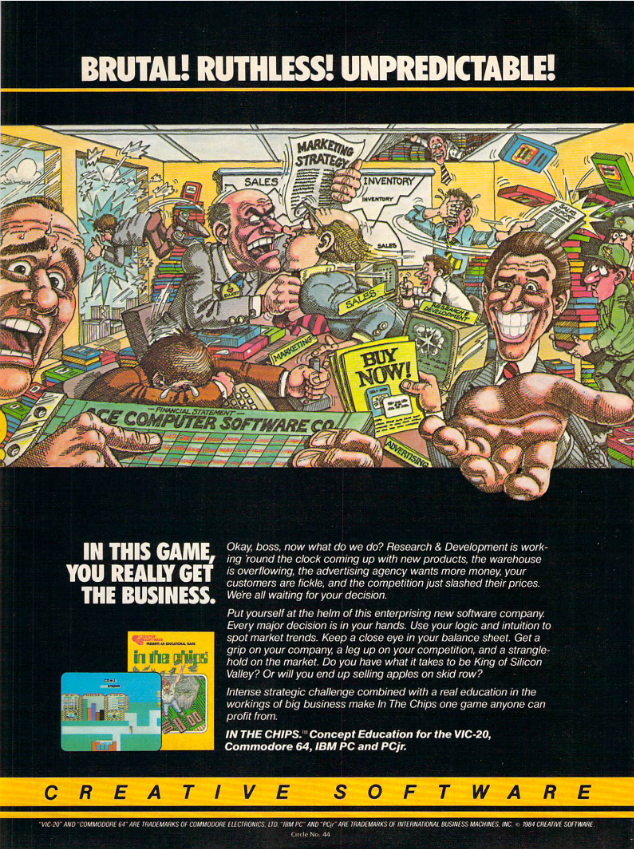 BRUTAL! RUTHLESS! UNPREDICTABLE!
MARKETING
STRATEGY
SALES
INVENTORY
INVENTORY
SALES
SALES
RESEARCH &
DEVELOPMENT
MARKETING
BUY
NOW!
— FINANCIAL STATEMENT —
ACE COMPUTER SOFTWARE CO
ADVERTISING
IN THIS GAME,
YOU REALLY GET
THE BUSINESS.
Okay, boss, now what do we do? Research & Development is work-
ing 'round the clock coming up with new products, the warehouse
is overflowing, the advertising agency wants more money, your
customers are fickle, and the competition just slashed their prices.
We're all waiting for your decision.
Put yourself at the helm of this enterprising new software company.
Every major decision is in your hands. Use your logic and intuition to
spot market trends. Keep a close eye in your balance sheet. Get a
grip on your company, a leg up on your competition, and a strangle-
hold on the market. Do you have what it takes to be King of Silicon
Valley? Or will you end up selling apples on skid row?
Intense strategic challenge combined with a real education in the
workings of big business make In The Chips one game anyone can
profit from.
IN THE CHIPS.™ Concept Education for the VIC-20,
Commodore 64, IBM PC and PCjr.
in the chips
CREATIVE SOFTWARE
"VIC-20" AND "COMMODORE 64" ARE TRADEMARKS OF COMMODORE ELECTRONICS, LTD. "IBM PC" AND "PCjr" ARE TRADEMARKS OF INTERNATIONAL BUSINESS MACHINES, INC. © 1984 CREATIVE SOFTWARE
Circle No. 44